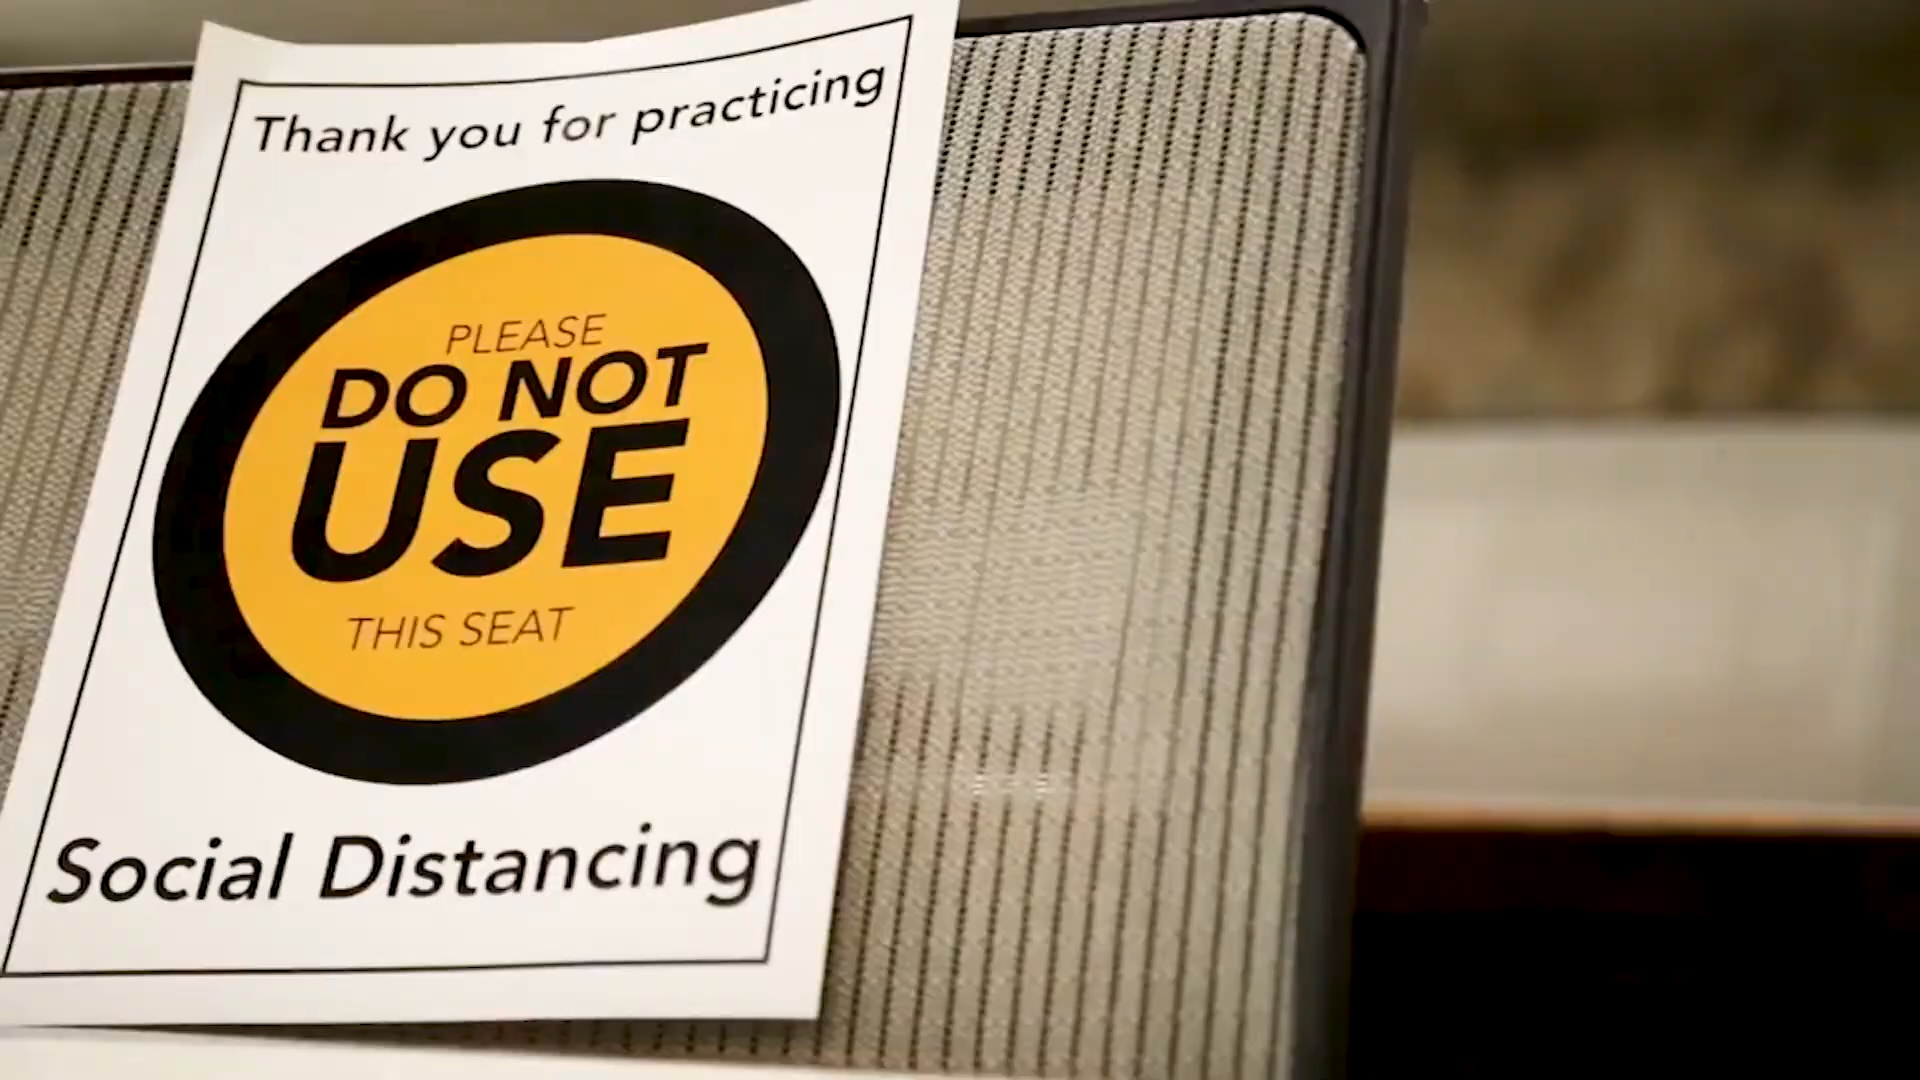 Thank you for practicing
PLEASE
DO NOT
USE
THIS SEAT
Social Distancing